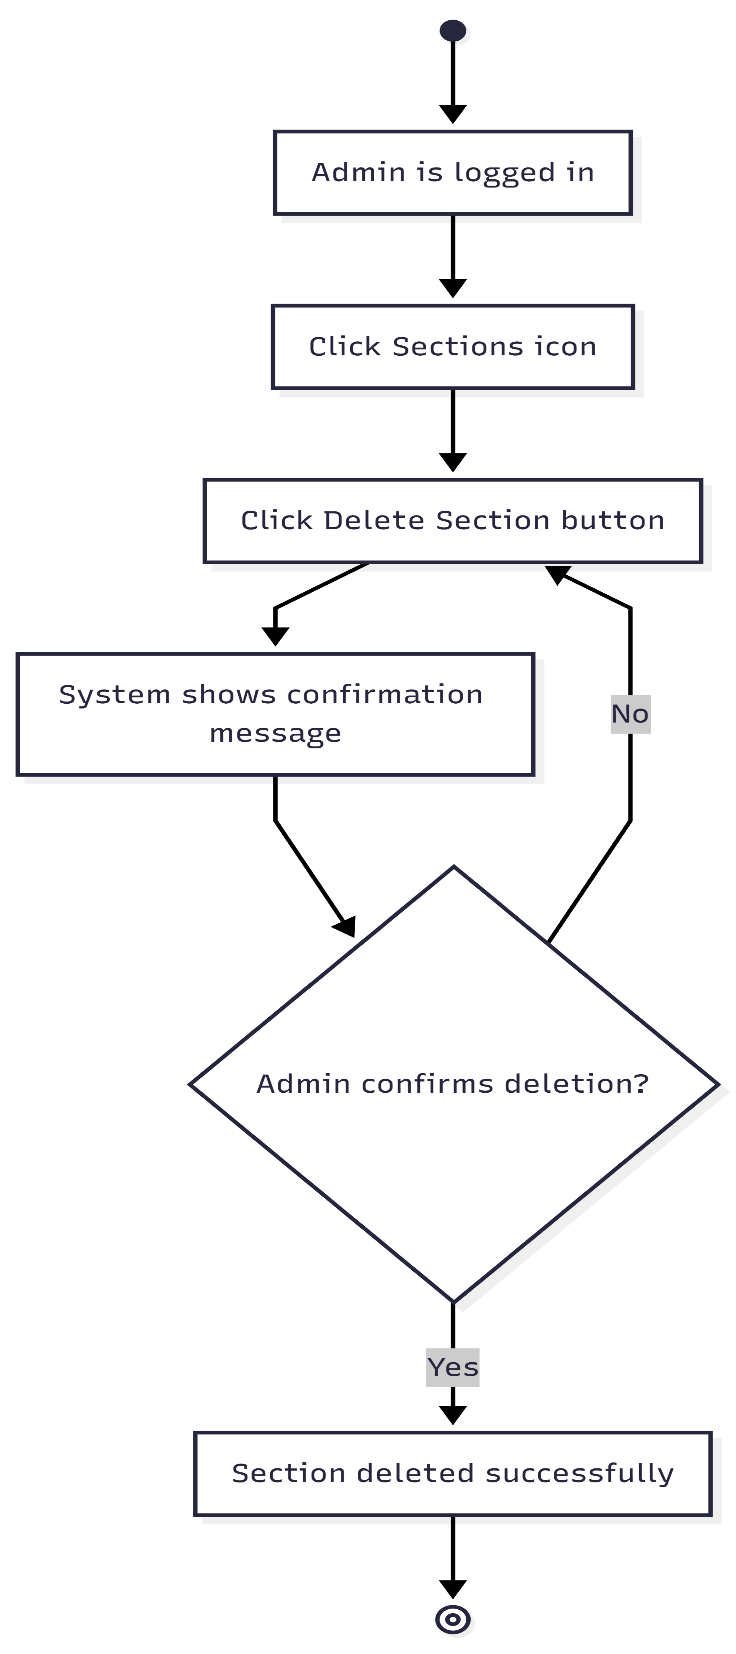 Admin is logged in
Click Sections icon
Click Delete Section button
System shows confirmation
message
No
Admin confirms deletion?
Yes
Section deleted successfully